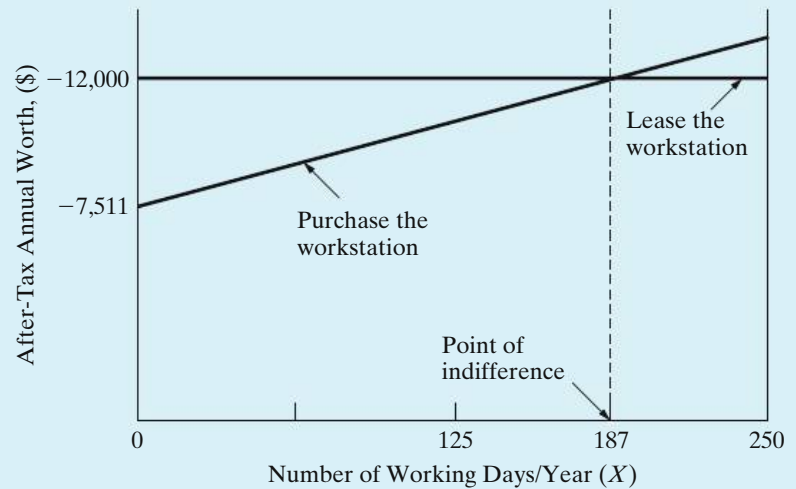 After-Tax Annual Worth, ($)
−12,000
−7,511
Lease the
workstation
Purchase the
workstation
Point of
indifference
0
125
187
250
Number of Working Days/Year (X)